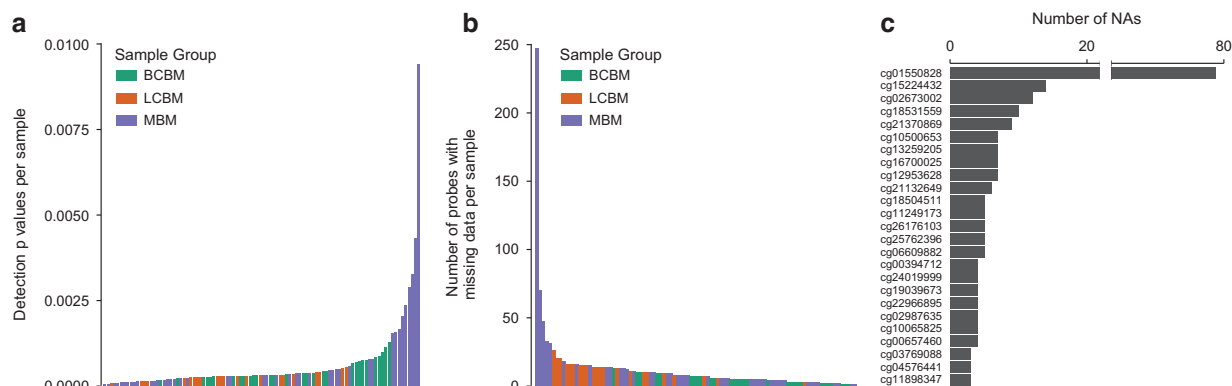 a
Detection p values per sample
0.0100
0.0075
0.0050
0.0025
0.0000
Sample Group
BCBM
LCBM
MBM
b
Number of probes with
missing data per sample
250
200
150
100
50
0
Sample Group
BCBM
LCBM
MBM
c
Number of NAs
0 20 80
cg01550828
cg15224432
cg02673002
cg18531559
cg21370869
cg10500653
cg13259205
cg16700025
cg12953628
cg21132649
cg18504511
cg11249173
cg26176103
cg25762396
cg06609882
cg00394712
cg24019999
cg19039673
cg22966895
cg02987635
cg10065825
cg00657460
cg03769088
cg04576441
cg11898347